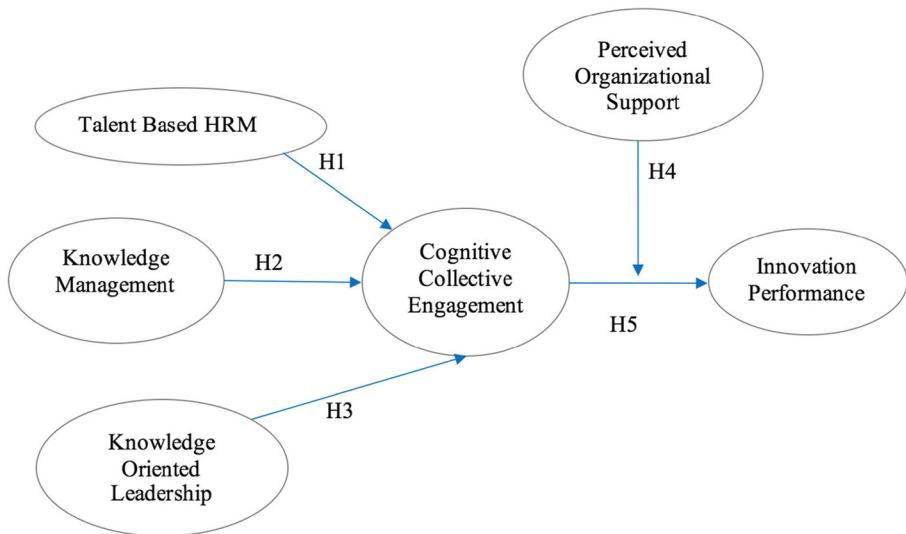 Perceived
Organizational
Support
Talent Based HRM
H1
H4
Knowledge
Management
H2
Cognitive
Collective
Engagement
Innovation
Performance
H5
H3
Knowledge
Oriented
Leadership